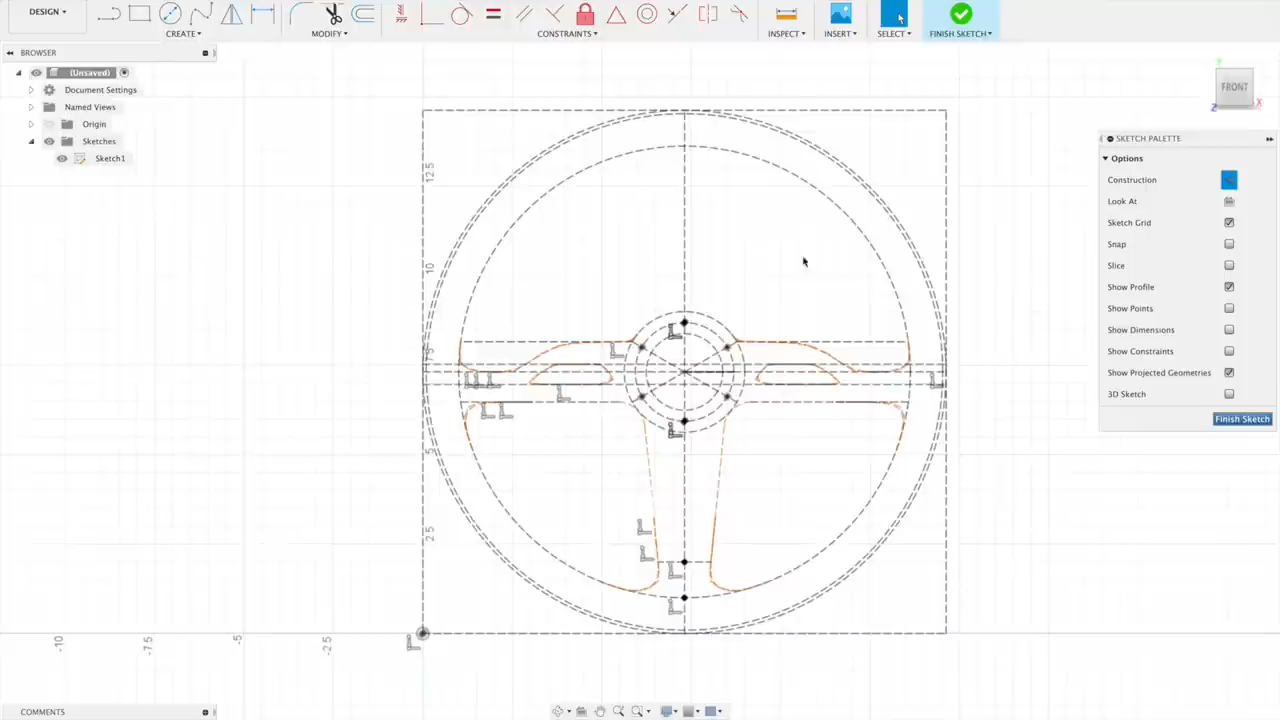 DESIGN
CREATE
MODIFY
CONSTRAINTS
INSPECT
INSERT
SELECT
FINISH SKETCH
BROWSER
(Unsaved)
Document Settings
Named Views
Origin
Sketches
Sketch1
FRONT
Y
X
Z
SKETCH PALETTE
Options
Construction
Look At
Sketch Grid
Snap
Slice
Show Profile
Show Points
Show Dimensions
Show Constraints
Show Projected Geometries
3D Sketch
Finish Sketch
12.5
10
5
2.5
-10
-7.5
-5
-2.5
COMMENTS